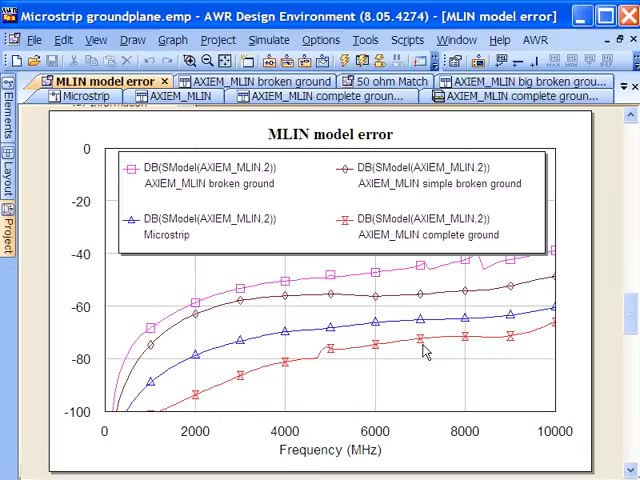 Microstrip groundplane.emp - AWR Design Environment (8.05.4274) - [MLIN model error]
File Edit View Draw Graph Project Simulate Options Tools Scripts Window Help AWR
MLIN model error
AXIEM_MLIN broken ground
50 ohm Match
AXIEM_MLIN big broken grou...
Microstrip
AXIEM_MLIN
AXIEM_MLIN complete groun...
AXIEM_MLIN complete groun...
Elements
Layout
Project
MLIN model error
DB(SModel(AXIEM_MLIN,2))
AXIEM_MLIN broken ground
DB(SModel(AXIEM_MLIN,2))
AXIEM_MLIN simple broken ground
DB(SModel(AXIEM_MLIN,2))
Microstrip
DB(SModel(AXIEM_MLIN,2))
AXIEM_MLIN complete ground
0
-20
-40
-60
-80
-100
0 2000 4000 6000 8000 10000
Frequency (MHz)